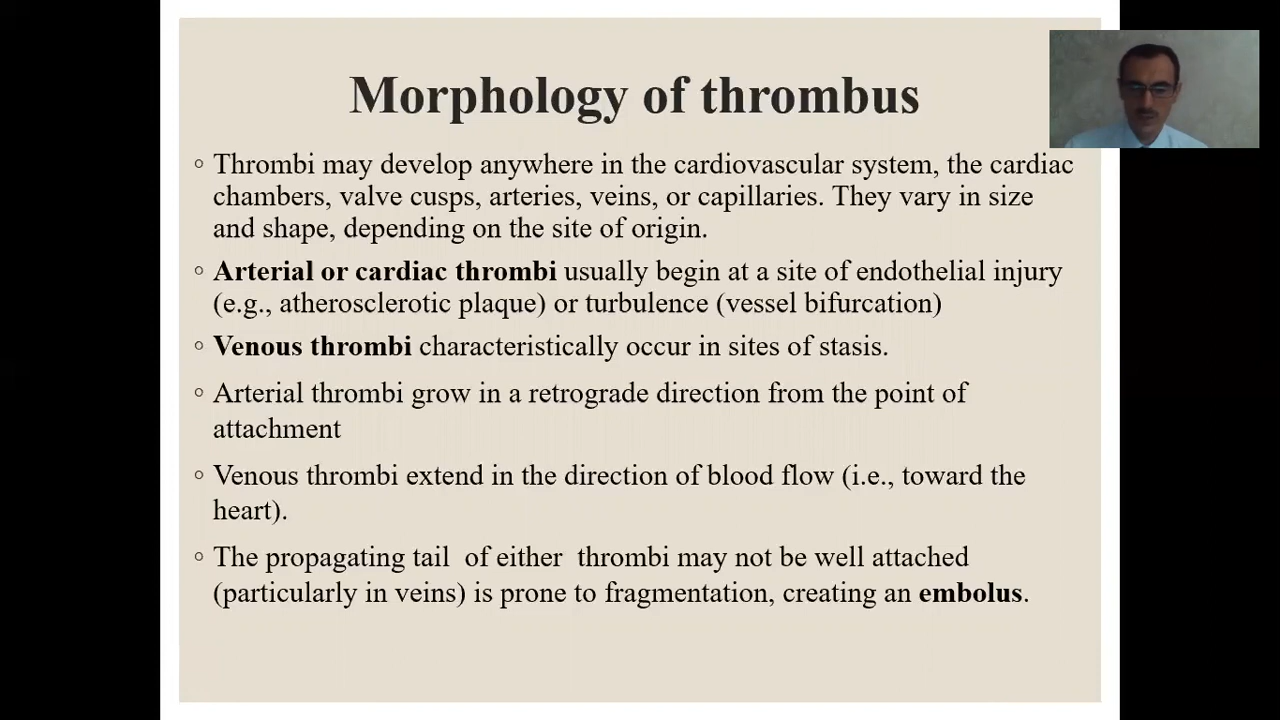 Morphology of thrombus
◦ Thrombi may develop anywhere in the cardiovascular system, the cardiac
chambers, valve cusps, arteries, veins, or capillaries. They vary in size
and shape, depending on the site of origin.
◦ Arterial or cardiac thrombi usually begin at a site of endothelial injury
(e.g., atherosclerotic plaque) or turbulence (vessel bifurcation)
◦ Venous thrombi characteristically occur in sites of stasis.
◦ Arterial thrombi grow in a retrograde direction from the point of
attachment
◦ Venous thrombi extend in the direction of blood flow (i.e., toward the
heart).
◦ The propagating tail  of either  thrombi may not be well attached
(particularly in veins) is prone to fragmentation, creating an embolus.